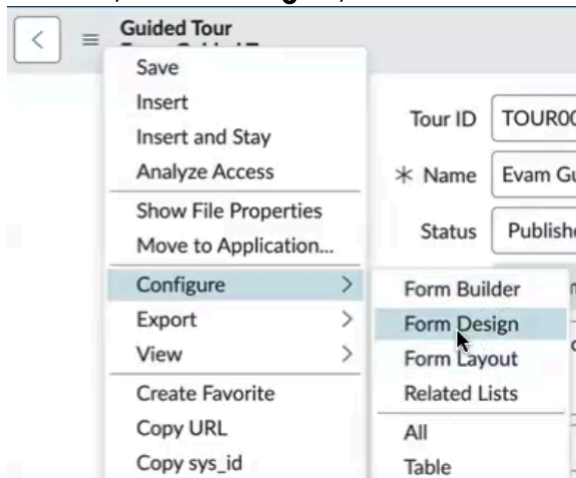 Guided Tour
Save
Insert
Insert and Stay
Analyze Access
Show File Properties
Move to Application...
Configure
Export
View
Create Favorite
Copy URL
Copy sys_id
Tour ID TOUR00
* Name Evam Gu
Status Publishe
Form Builder
Form Design
Form Layout
Related Lists
All
Table